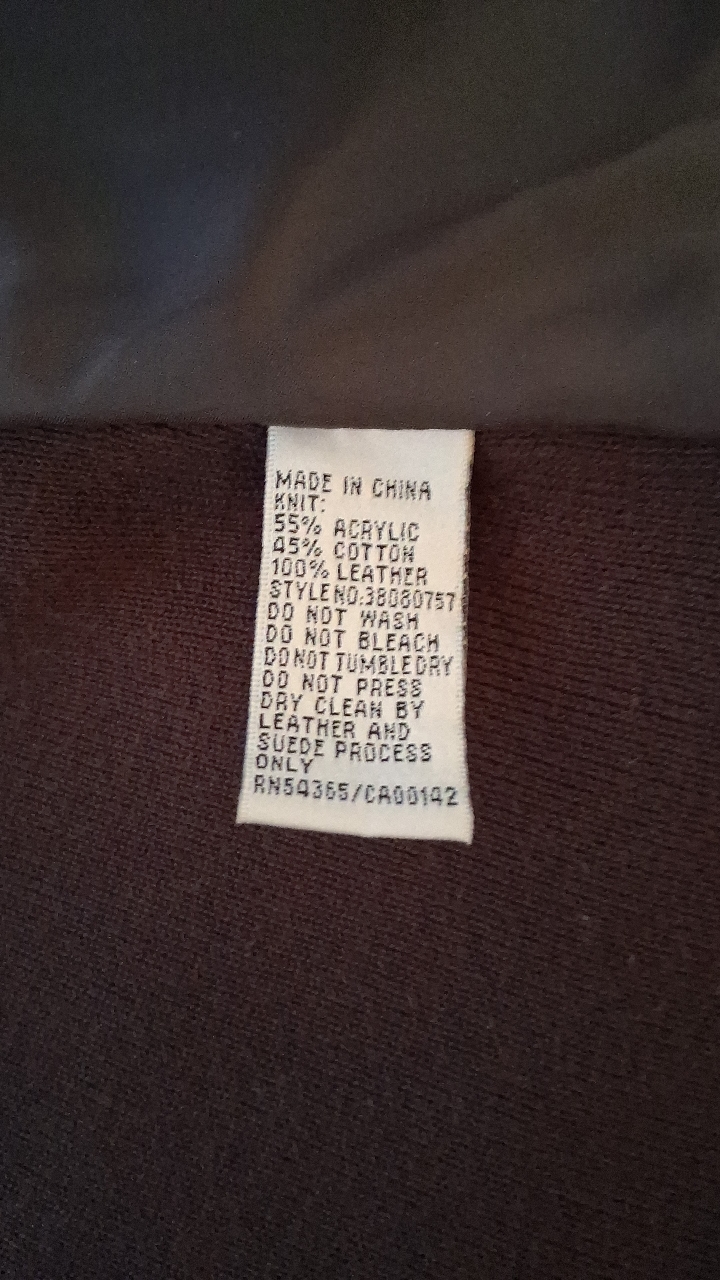 MADE IN CHINA
KNIT:
55% ACRYLIC
45% COTTON
100% LEATHER
STYLE NO:38080757
DO NOT WASH
DO NOT BLEACH
DO NOT TUMBLE DRY
DO NOT PRESS
DRY CLEAN BY
LEATHER AND
SUEDE PROCESS
ONLY
RN54365/CA00142